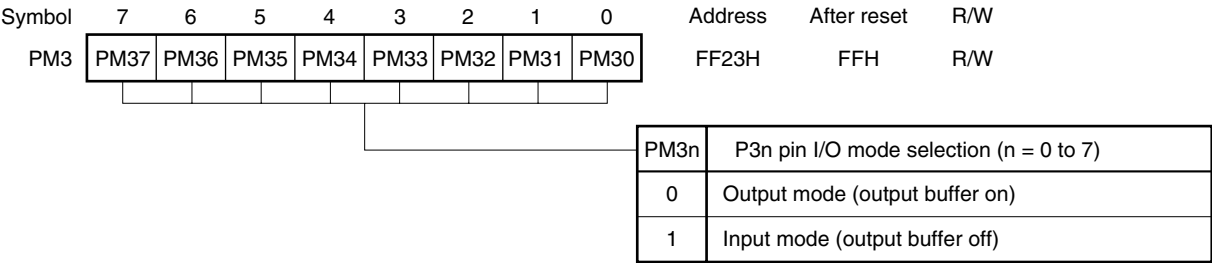 Symbol 7 6 5 4 3 2 1 0 Address After reset R/W
PM3 PM37 PM36 PM35 PM34 PM33 PM32 PM31 PM30 FF23H FFH R/W
PM3n P3n pin I/O mode selection (n = 0 to 7)
0 Output mode (output buffer on)
1 Input mode (output buffer off)